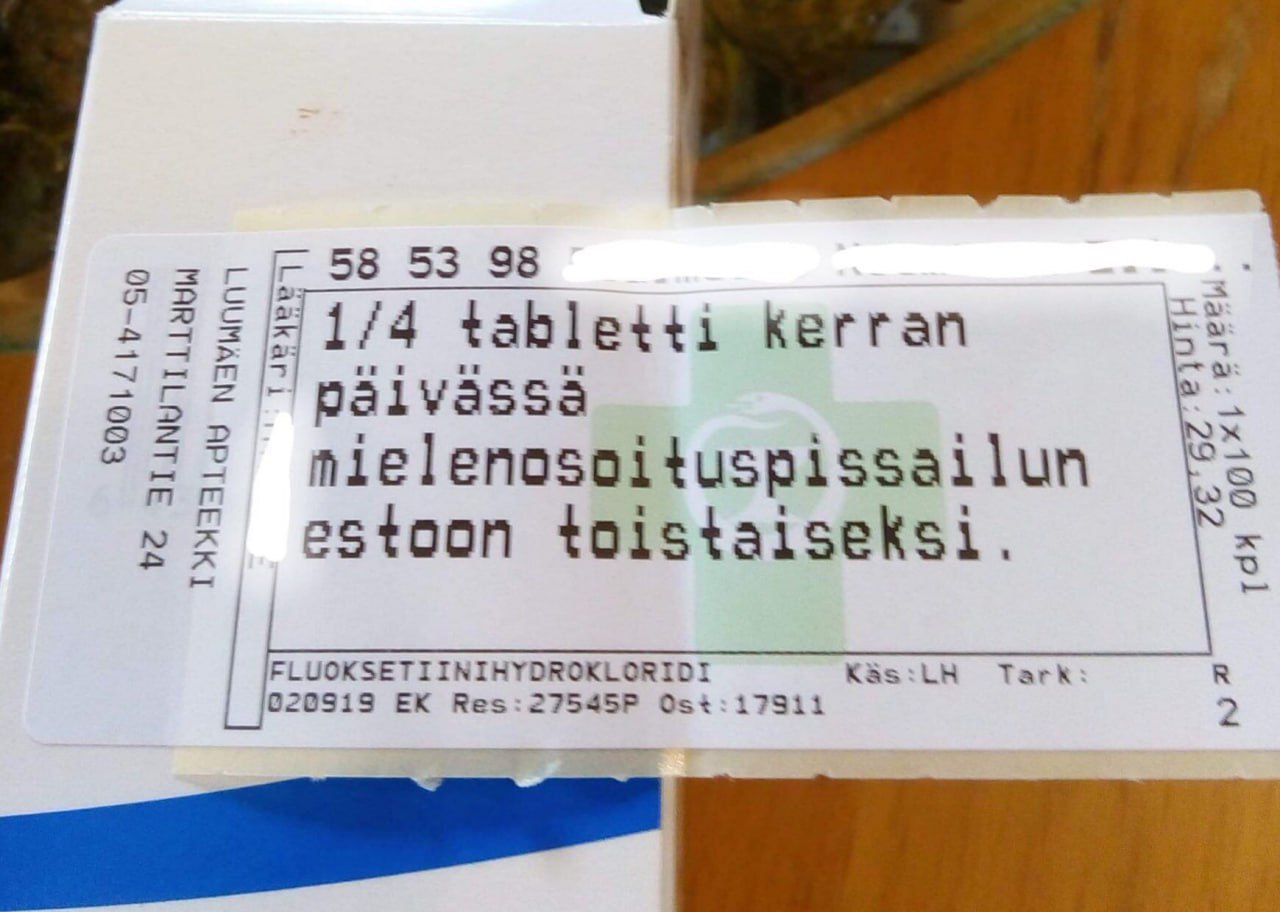 58 53 98
1/4 tabletti kerran
päivässä
mielenosoituspissailun
estoon toistaiseksi.
FLUOKSETIINIHYDROKLORIDI Käs:LH Tark:
020919 EK Res:27545P Ost:17911
R
2
Määrä:1x100 kpl
Hinta:29,32
Lääkäri:
LUUMÄEN APTEEKKI
MARTTILANTIE 24
05-4171003